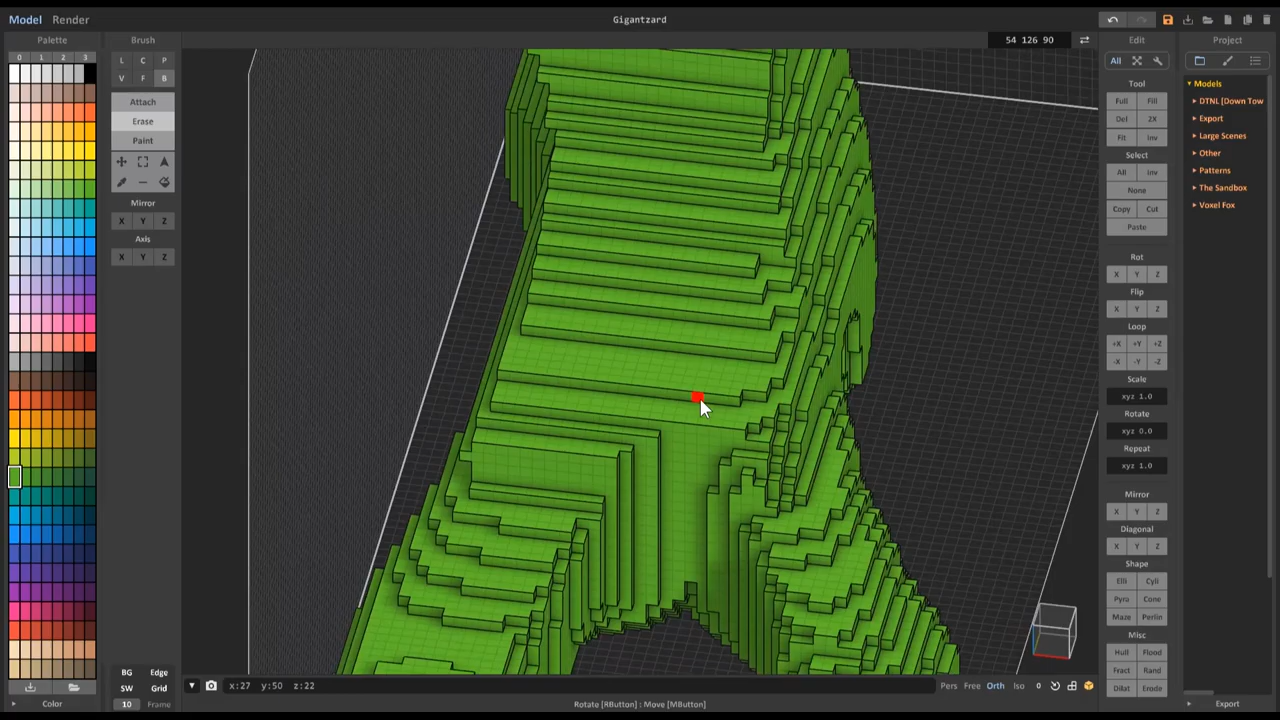 Model Render
Gigantzard
Palette
Brush
54 126 90
Edit
Project
0 1 2 3
L C P
V F B
Attach
Erase
Paint
Mirror
X Y Z
Axis
X Y Z
All
Tool
Full Fill
Del 2X
Fit Inv
Select
All Inv
None
Copy Cut
Paste
Rot
X Y Z
Flip
X Y Z
Loop
+X +Y +Z
-X -Y -Z
Scale
xyz 1.0
Rotate
xyz 0.0
Repeat
xyz 1.0
Mirror
X Y Z
Diagonal
X Y Z
Shape
Elli Cyli
Pyra Cone
Maze Perlin
Misc
Hull Flood
Fract Rand
Dilat Erode
Models
DTNL [Down Tow
Export
Large Scenes
Other
Patterns
The Sandbox
Voxel Fox
BG Edge
SW Grid
10 Frame
Color
x:27 y:50 z:22
Pers Free Orth Iso 0
Rotate [RButton] : Move [MButton]
Export